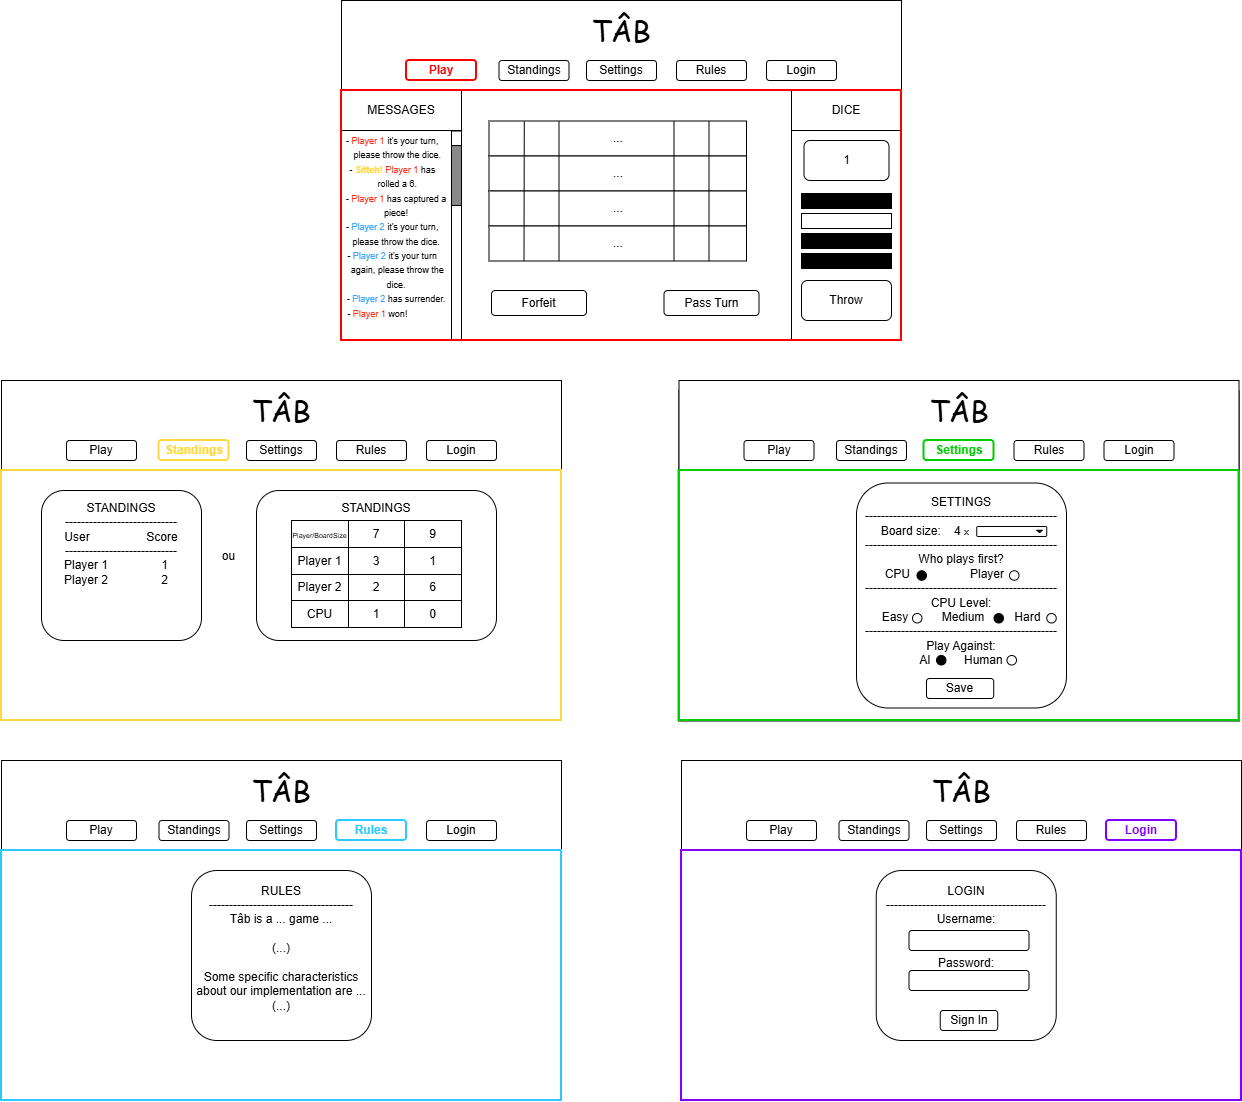 TÂB
Play Standings Settings Rules Login
MESSAGES
- Player 1 it's your turn,
please throw the dice.
- Sitteh! Player 1 has
rolled a 6.
- Player 1 has captured a
piece!
- Player 2 it's your turn,
please throw the dice.
- Player 2 it's your turn
again, please throw the
dice.
- Player 2 has surrender.
- Player 1 won!
...
...
...
...
Forfeit Pass Turn
DICE
1
Throw
TÂB
Play Standings Settings Rules Login
STANDINGS
User Score
Player 1 1
Player 2 2
ou
STANDINGS
Player/BoardSize 7 9
Player 1 3 1
Player 2 2 6
CPU 1 0
TÂB
Play Standings Settings Rules Login
SETTINGS
Board size: 4 x
Who plays first?
CPU Player
CPU Level:
Easy Medium Hard
Play Against:
AI Human
Save
TÂB
Play Standings Settings Rules Login
RULES
Tâb is a ... game ...
(...)
Some specific characteristics
about our implementation are ...
(...)
TÂB
Play Standings Settings Rules Login
LOGIN
Username:
Password:
Sign In